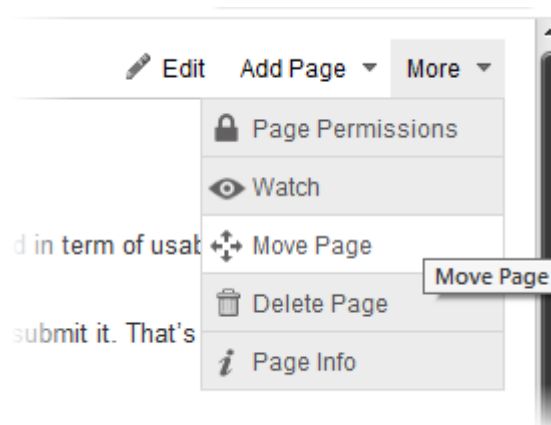 Edit Add Page More
Page Permissions
Watch
in term of usab
Move Page
Move Page
Delete Page
submit it. That's
Page Info